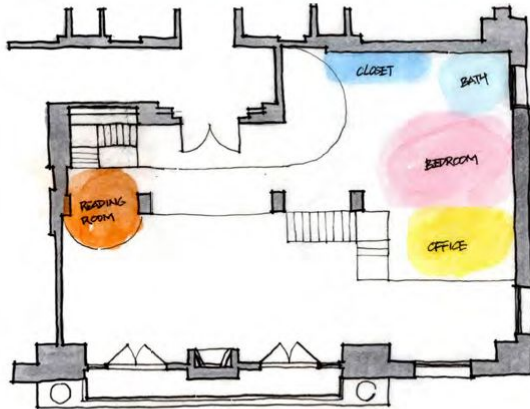 CLOSET
BATH
BEDROOM
READING
ROOM
OFFICE